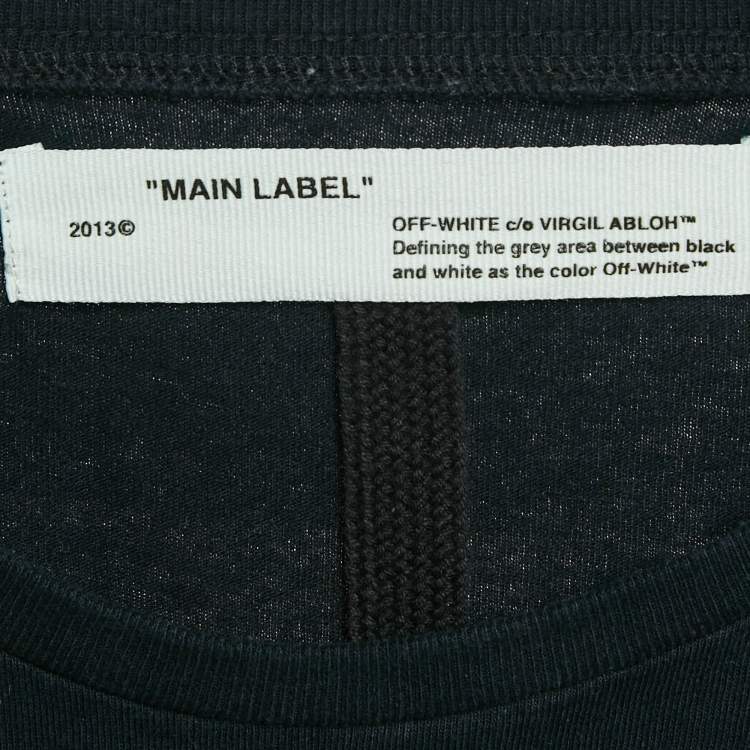 "MAIN LABEL"
2013©
OFF-WHITE c/o VIRGIL ABLOH™
Defining the grey area between black
and white as the color Off-White™